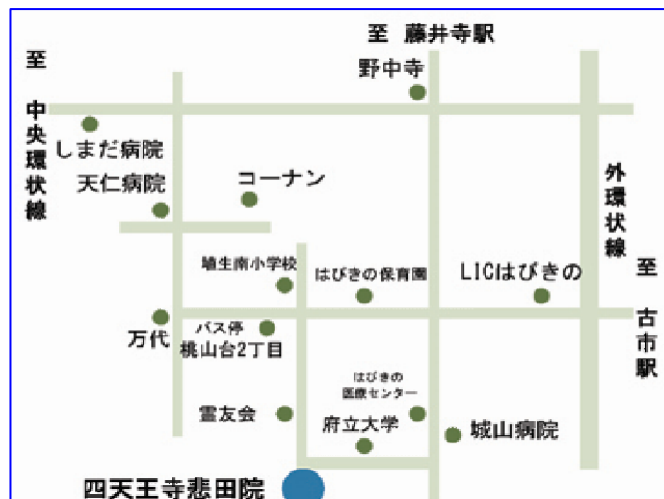 至 藤井寺駅
野中寺
至 中央環状線
しまだ病院
天仁病院
コーナン
外環状線
埴生南小学校
はびきの保育園
LICはびきの
至 古市駅
万代
バス停
桃山台2丁目
はびきの
医療センター
霊友会
府立大学
城山病院
四天王寺悲田院